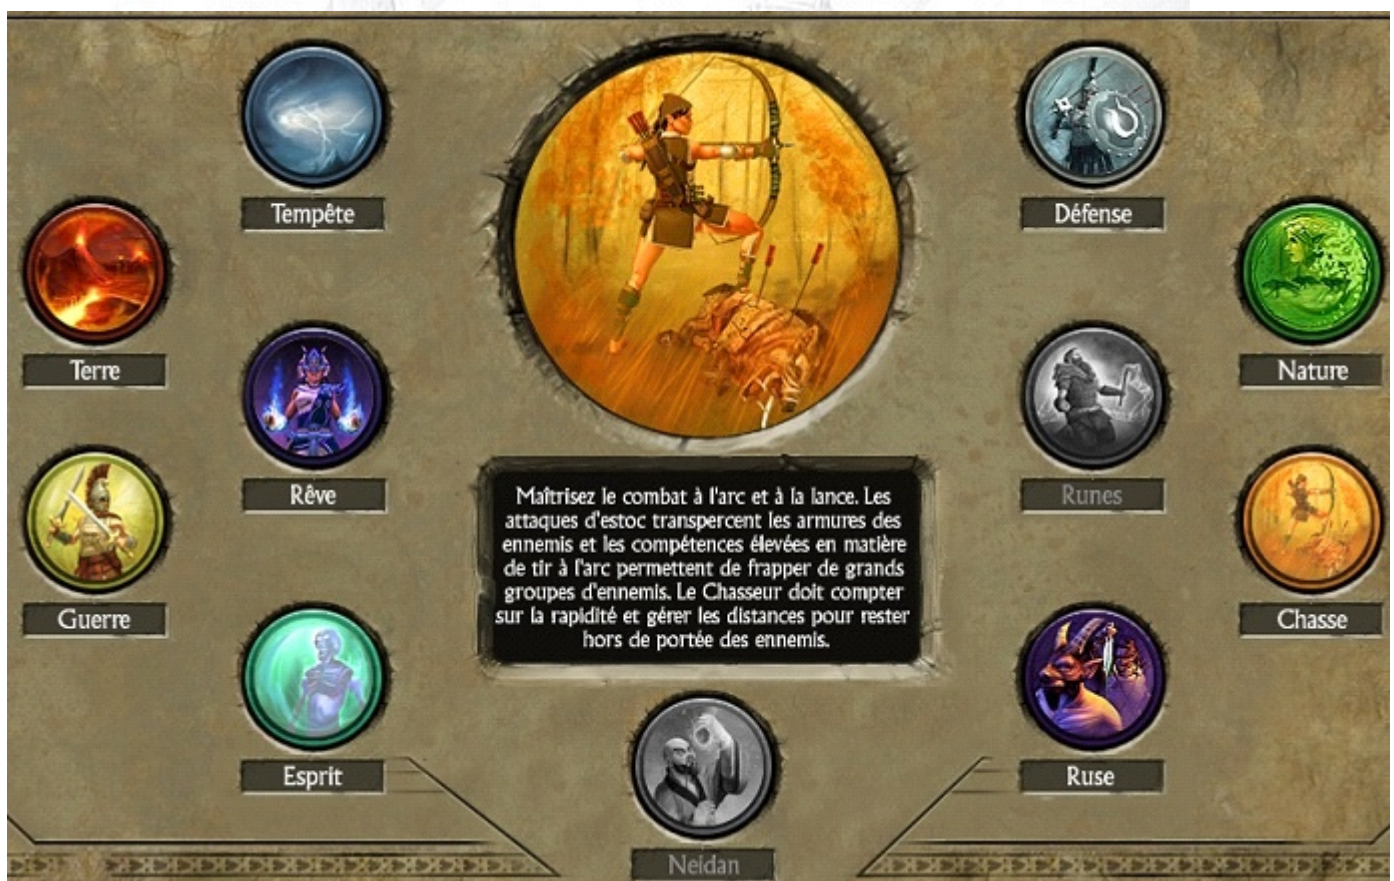 Tempête
Défense
Terre
Nature
Rêve
Runes
Maîtrisez le combat à l'arc et à la lance. Les
attaques d'estoc transpercent les armures des
ennemis et les compétences élevées en matière
de tir à l'arc permettent de frapper de grands
groupes d'ennemis. Le Chasseur doit compter
sur la rapidité et gérer les distances pour rester
hors de portée des ennemis.
Guerre
Chasse
Esprit
Ruse
Neidan